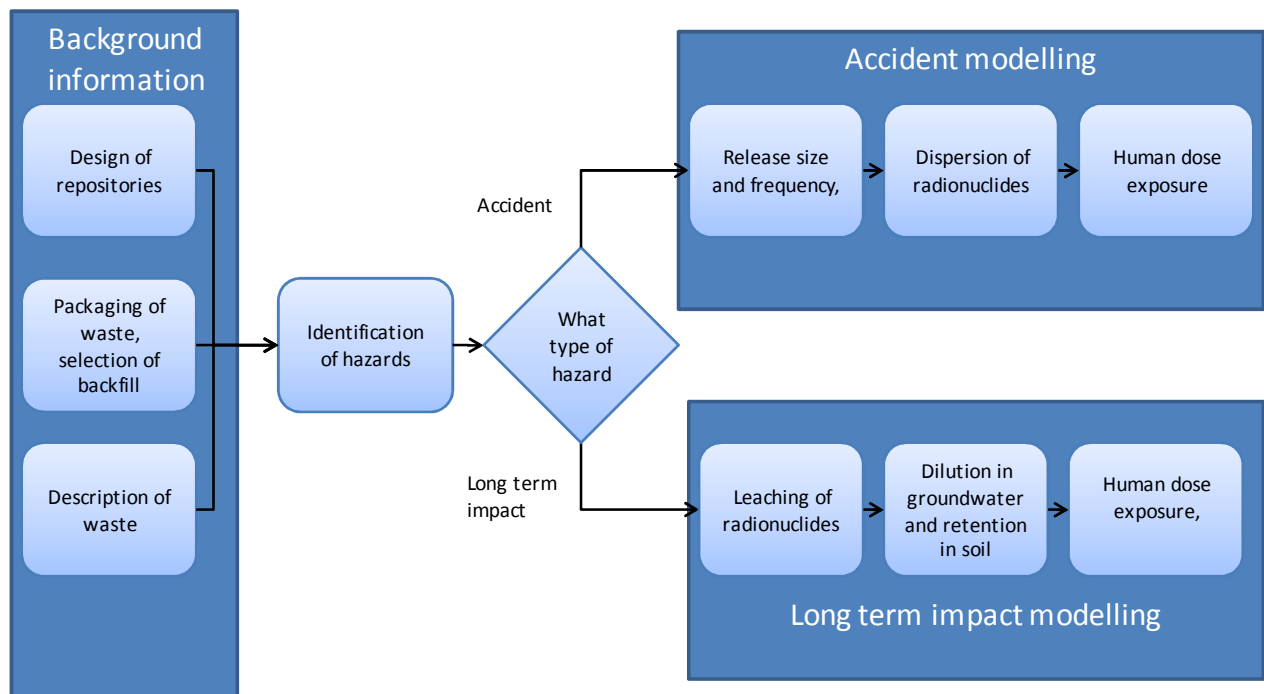 Background
information
Design of
repositories
Packaging of
waste,
selection of
backfill
Description of
waste
Identification
of hazards
What
type of
hazard
Accident
Long term
impact
Accident modelling
Release size
and frequency,
Dispersion of
radionuclides
Human dose
exposure
Leaching of
radionuclides
Dilution in
groundwater
and retention
in soil
Human dose
exposure,
Long term impact modelling